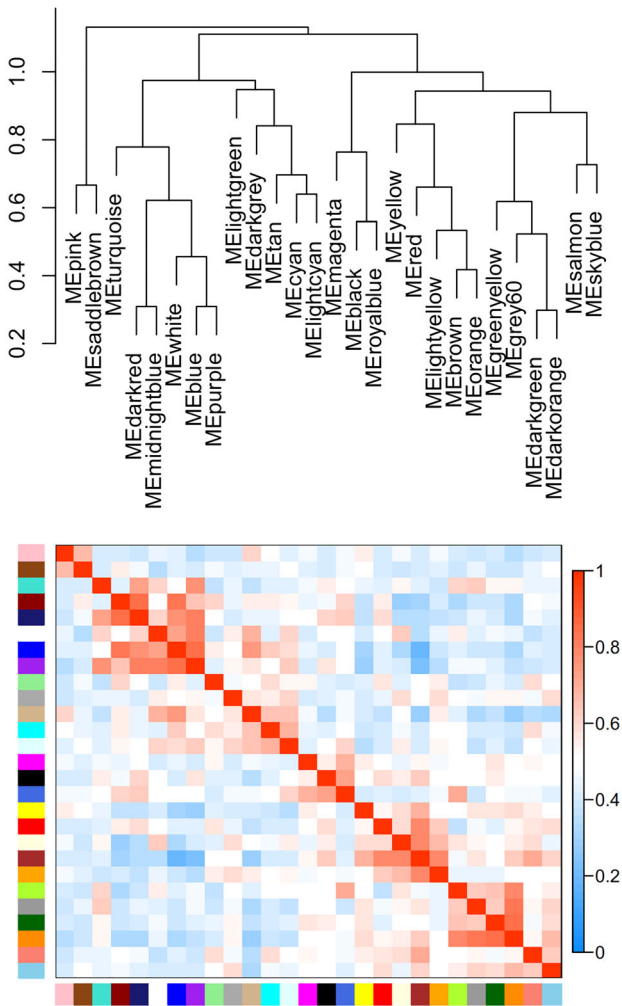 1.0
0.8
0.6
0.4
0.2
MEpink
MEsaddlebrown
MEturquoise
MEdarkred
MEmidnightblue
MEwhite
MEblue
MEpurple
MElightgreen
MEdarkgrey
MEtan
MEcyan
MElightcyan
MEmagenta
MEblack
MEroyalblue
MEyellow
MEred
MElightyellow
MEbrown
MEorange
MEgreenyellow
MEgrey60
MEdarkgreen
MEdarkorange
MEsalmon
MEskyblue
1
0.8
0.6
0.4
0.2
0